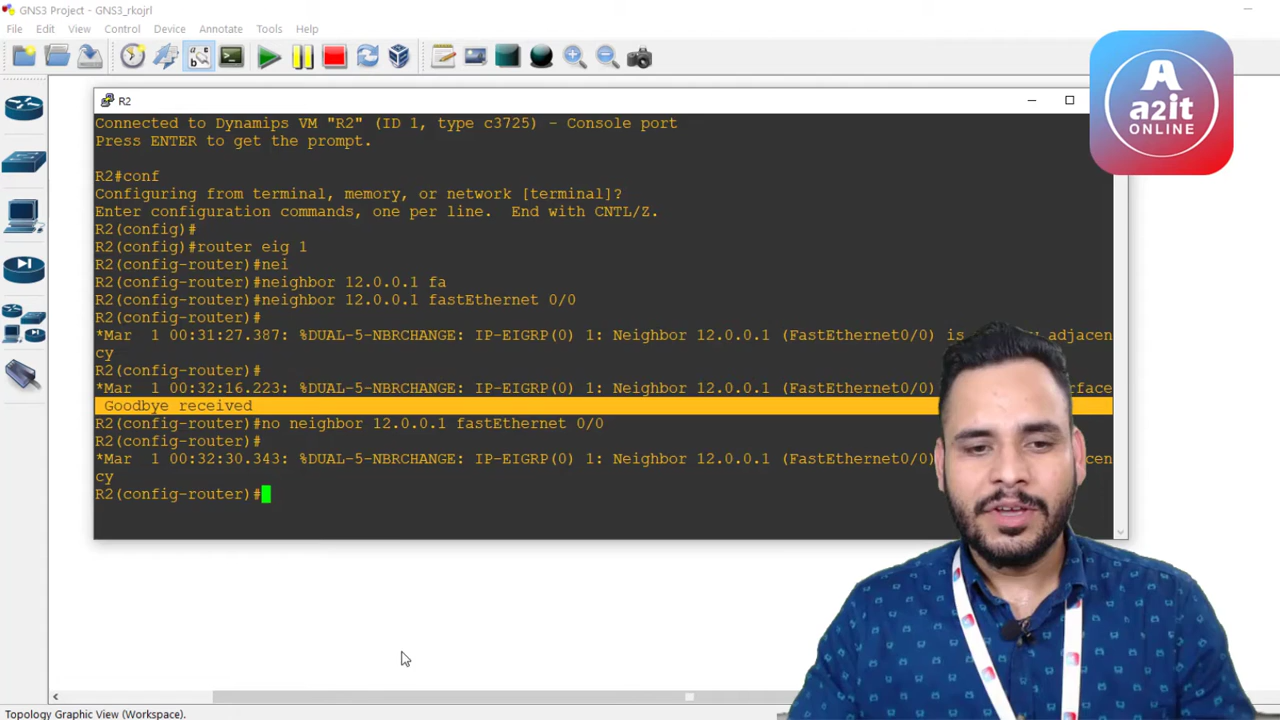 GNS3 Project - GNS3_rkojrl
File Edit View Control Device Annotate Tools Help
R2
A
a2it
ONLINE
Connected to Dynamips VM "R2" (ID 1, type c3725) - Console port
Press ENTER to get the prompt.
R2#conf
Configuring from terminal, memory, or network [terminal]?
Enter configuration commands, one per line. End with CNTL/Z.
R2(config)#
R2(config)#router eig 1
R2(config-router)#nei
R2(config-router)#neighbor 12.0.0.1 fa
R2(config-router)#neighbor 12.0.0.1 fastEthernet 0/0
R2(config-router)#
*Mar 1 00:31:27.387: %DUAL-5-NBRCHANGE: IP-EIGRP(0) 1: Neighbor 12.0.0.1 (FastEthernet0/0) is adjacen
cy
R2(config-router)#
*Mar 1 00:32:16.223: %DUAL-5-NBRCHANGE: IP-EIGRP(0) 1: Neighbor 12.0.0.1 (FastEthernet0/0) rface
Goodbye received
R2(config-router)#no neighbor 12.0.0.1 fastEthernet 0/0
R2(config-router)#
*Mar 1 00:32:30.343: %DUAL-5-NBRCHANGE: IP-EIGRP(0) 1: Neighbor 12.0.0.1 (FastEthernet0/0) acen
cy
R2(config-router)#
Topology Graphic View (Workspace).